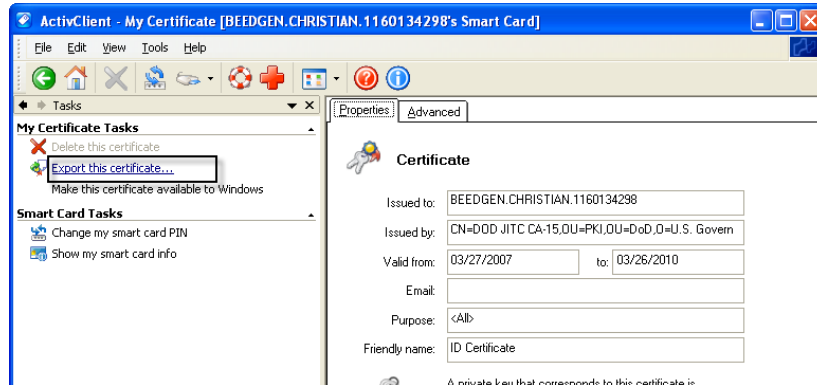 ActivClient - My Certificate [BEEDGEN.CHRISTIAN.1160134298's Smart Card]
File Edit View Tools Help
Tasks
My Certificate Tasks
Delete this certificate
Export this certificate...
Make this certificate available to Windows
Smart Card Tasks
Change my smart card PIN
Show my smart card info
Properties Advanced
Certificate
Issued to: BEEDGEN.CHRISTIAN.1160134298
Issued by: CN=DOD JITC CA-15,OU=PKI,OU=DoD,O=U.S. Govern
Valid from: 03/27/2007 to: 03/26/2010
Email:
Purpose: <All>
Friendly name: ID Certificate
A private key that corresponds to this certificate is